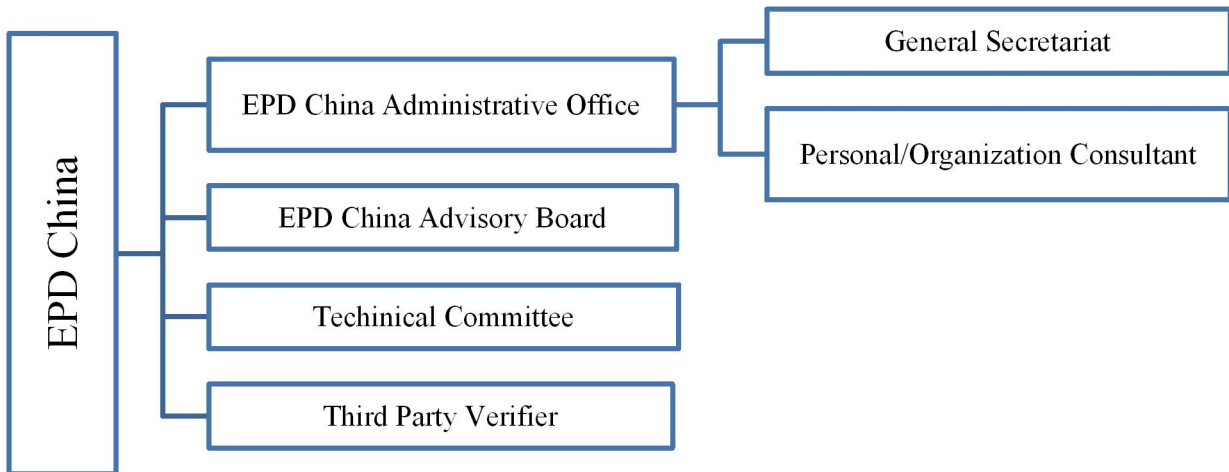 EPD China
EPD China Administrative Office
General Secretariat
Personal/Organization Consultant
EPD China Advisory Board
Techinical Committee
Third Party Verifier